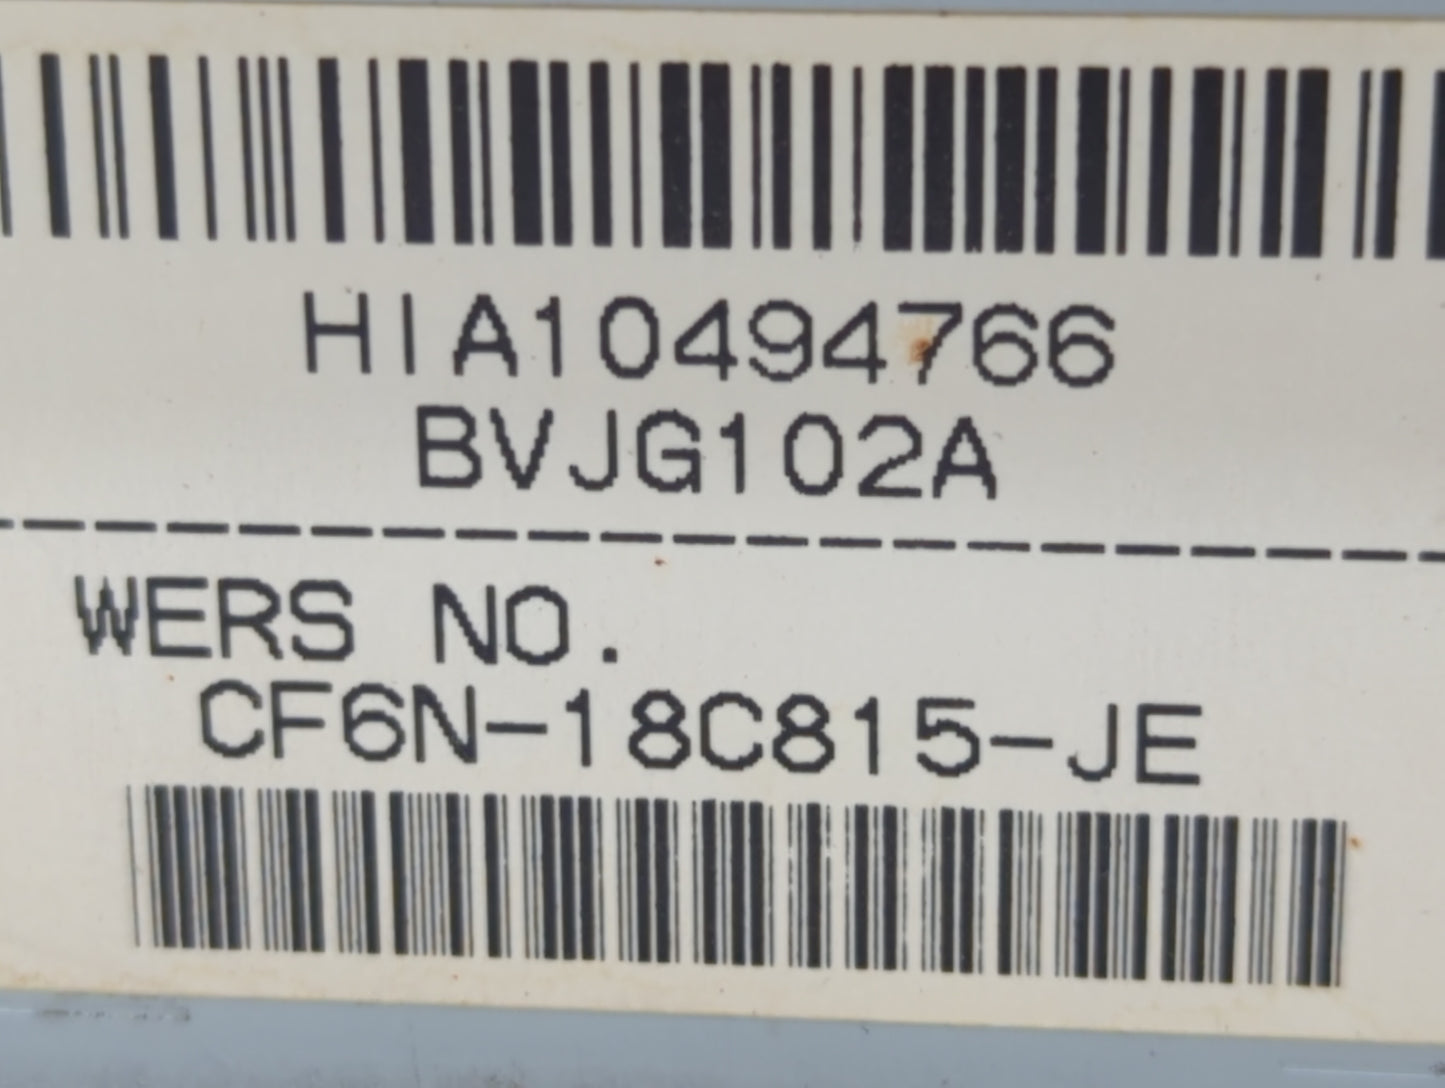 HIA10494766
BVJG102A
WERS NO.
CF6N-18C815-JE